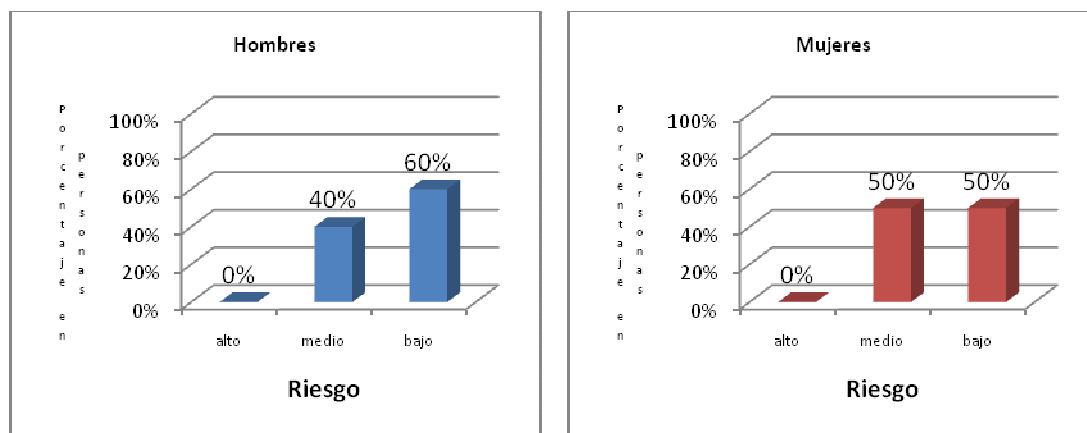 Hombres
Porcentaje en
Personas
100%
80%
60%
40%
20%
0%
0%
40%
60%
alto
medio
bajo
Riesgo
Mujeres
Porcentaje en
Personas
100%
80%
60%
40%
20%
0%
0%
50%
50%
alto
medio
bajo
Riesgo